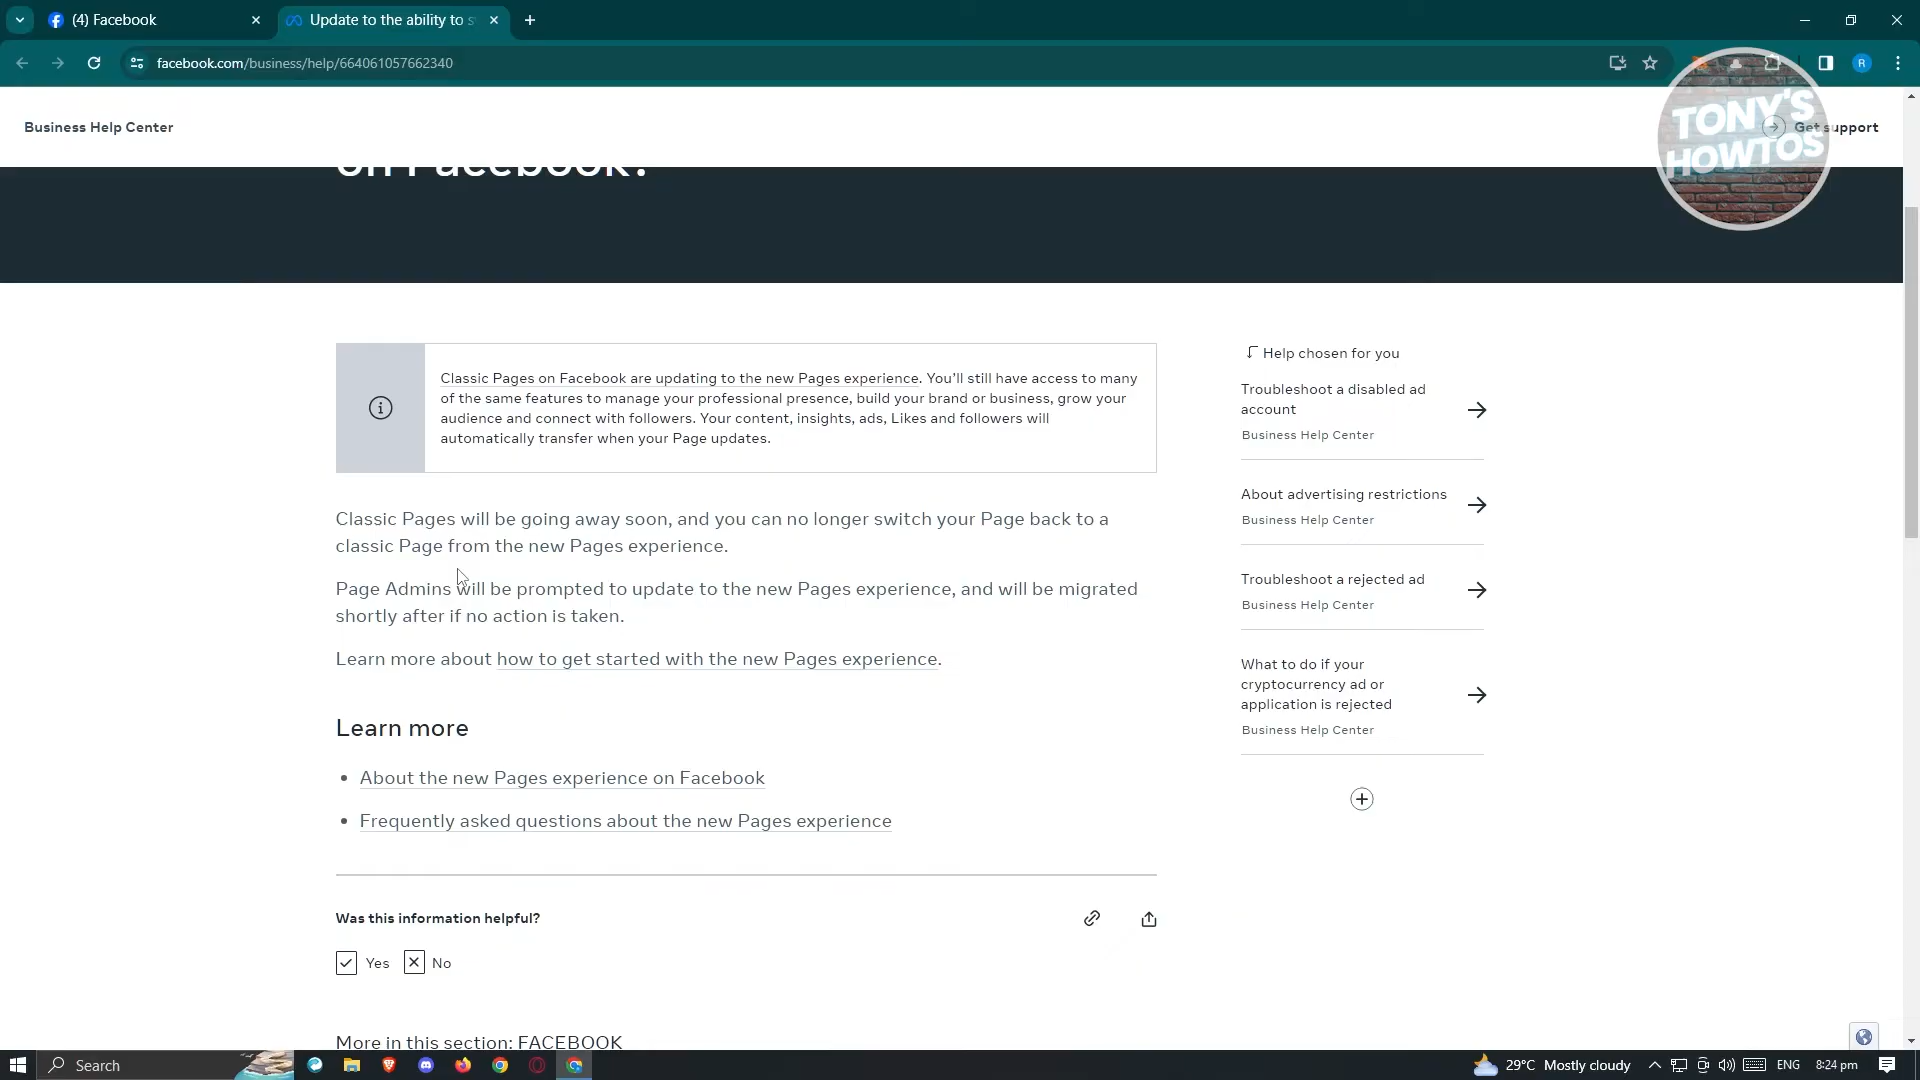 (4) Facebook
Update to the ability to s
facebook.com/business/help/664061057662340
R
Business Help Center
Get support
TONY'S
HOWTOS
on Facebook?
Classic Pages on Facebook are updating to the new Pages experience. You'll still have access to many
of the same features to manage your professional presence, build your brand or business, grow your
audience and connect with followers. Your content, insights, ads, Likes and followers will
automatically transfer when your Page updates.
Classic Pages will be going away soon, and you can no longer switch your Page back to a
classic Page from the new Pages experience.
Page Admins will be prompted to update to the new Pages experience, and will be migrated
shortly after if no action is taken.
Learn more about how to get started with the new Pages experience.
Learn more
• About the new Pages experience on Facebook
• Frequently asked questions about the new Pages experience
Was this information helpful?
Yes
No
More in this section: FACEBOOK
Help chosen for you
Troubleshoot a disabled ad
account
Business Help Center
About advertising restrictions
Business Help Center
Troubleshoot a rejected ad
Business Help Center
What to do if your
cryptocurrency ad or
application is rejected
Business Help Center
Search
29°C Mostly cloudy
ENG
8:24 pm